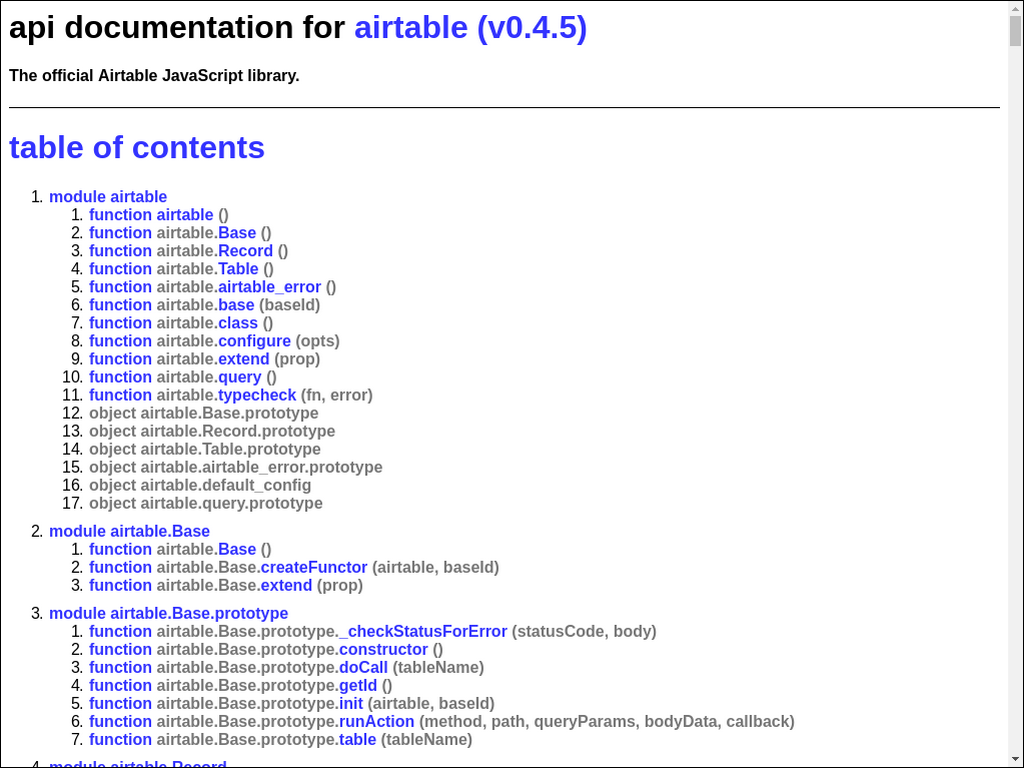 api documentation for airtable (v0.4.5)
The official Airtable JavaScript library.
table of contents
1. module airtable
1. function airtable ()
2. function airtable.Base ()
3. function airtable.Record ()
4. function airtable.Table ()
5. function airtable.airtable_error ()
6. function airtable.base (baseId)
7. function airtable.class ()
8. function airtable.configure (opts)
9. function airtable.extend (prop)
10. function airtable.query ()
11. function airtable.typecheck (fn, error)
12. object airtable.Base.prototype
13. object airtable.Record.prototype
14. object airtable.Table.prototype
15. object airtable.airtable_error.prototype
16. object airtable.default_config
17. object airtable.query.prototype
2. module airtable.Base
1. function airtable.Base ()
2. function airtable.Base.createFunctor (airtable, baseId)
3. function airtable.Base.extend (prop)
3. module airtable.Base.prototype
1. function airtable.Base.prototype._checkStatusForError (statusCode, body)
2. function airtable.Base.prototype.constructor ()
3. function airtable.Base.prototype.doCall (tableName)
4. function airtable.Base.prototype.getId ()
5. function airtable.Base.prototype.init (airtable, baseId)
6. function airtable.Base.prototype.runAction (method, path, queryParams, bodyData, callback)
7. function airtable.Base.prototype.table (tableName)
4. module airtable.Record